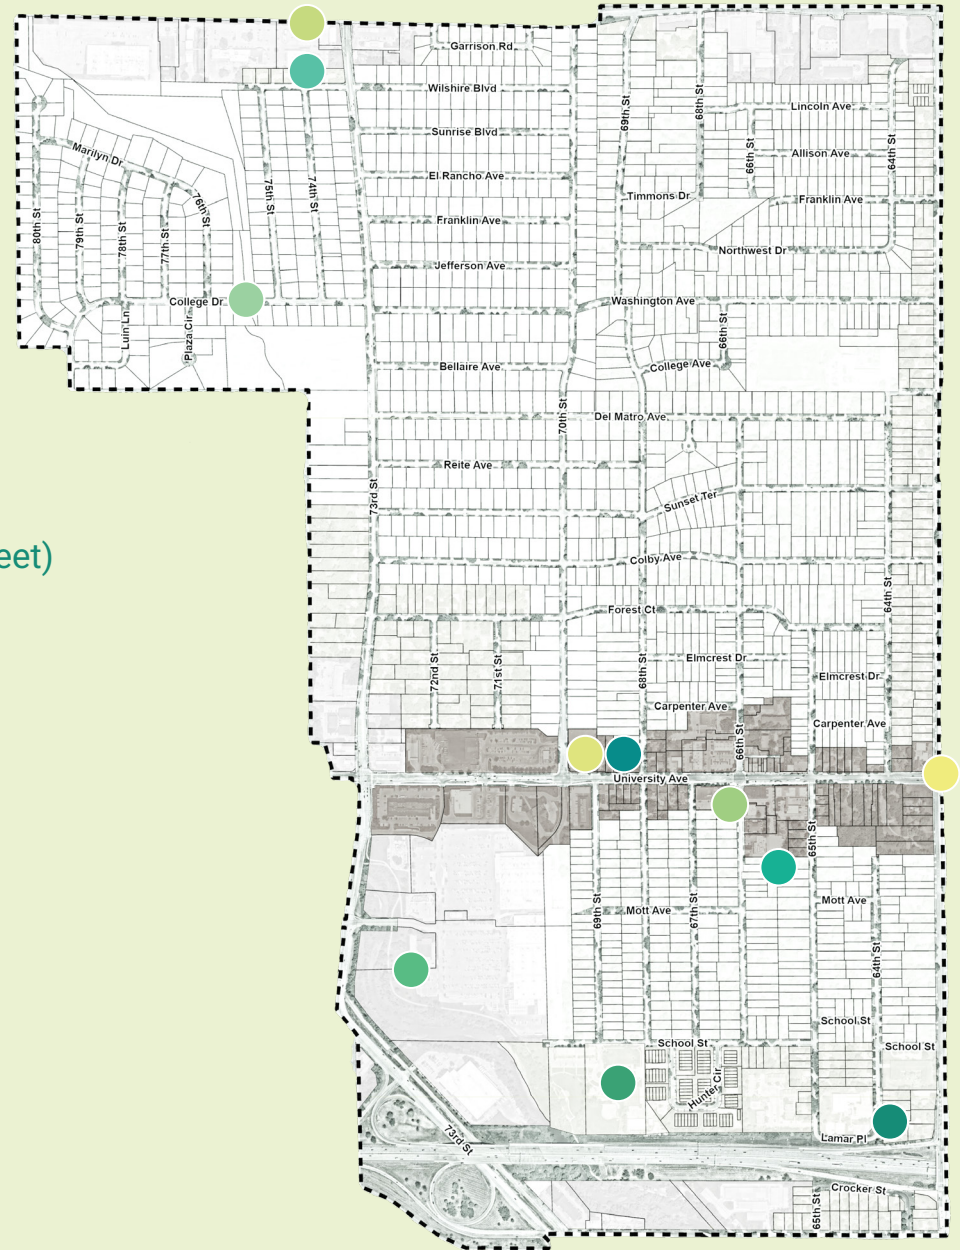 Garrison Rd
Wilshire Blvd
Sunrise Blvd
El Rancho Ave
Franklin Ave
Jefferson Ave
Bellaire Ave
Reite Ave
Marilyn Dr
80th St
79th St
78th St
77th St
76th St
75th St
74th St
College Dr
Luin Ln
Plaza Cir
69th St
68th St
66th St
64th St
Lincoln Ave
Allison Ave
Timmons Dr
Franklin Ave
Northwest Dr
Washington Ave
66th St
College Ave
Del Matro Ave
70th St
73rd St
Sunset Ter
eet)
Colby Ave
Forest Ct
64th St
72nd St
71st St
68th St
Elmcrest Dr
Elmcrest Dr
Carpenter Ave
Carpenter Ave
66th St
University Ave
65th St
69th St
Mott Ave
67th St
Mott Ave
64th St
School St
School St
School St
Hunter Cir
73rd St
Lamar Pl
Crocker St
65th St